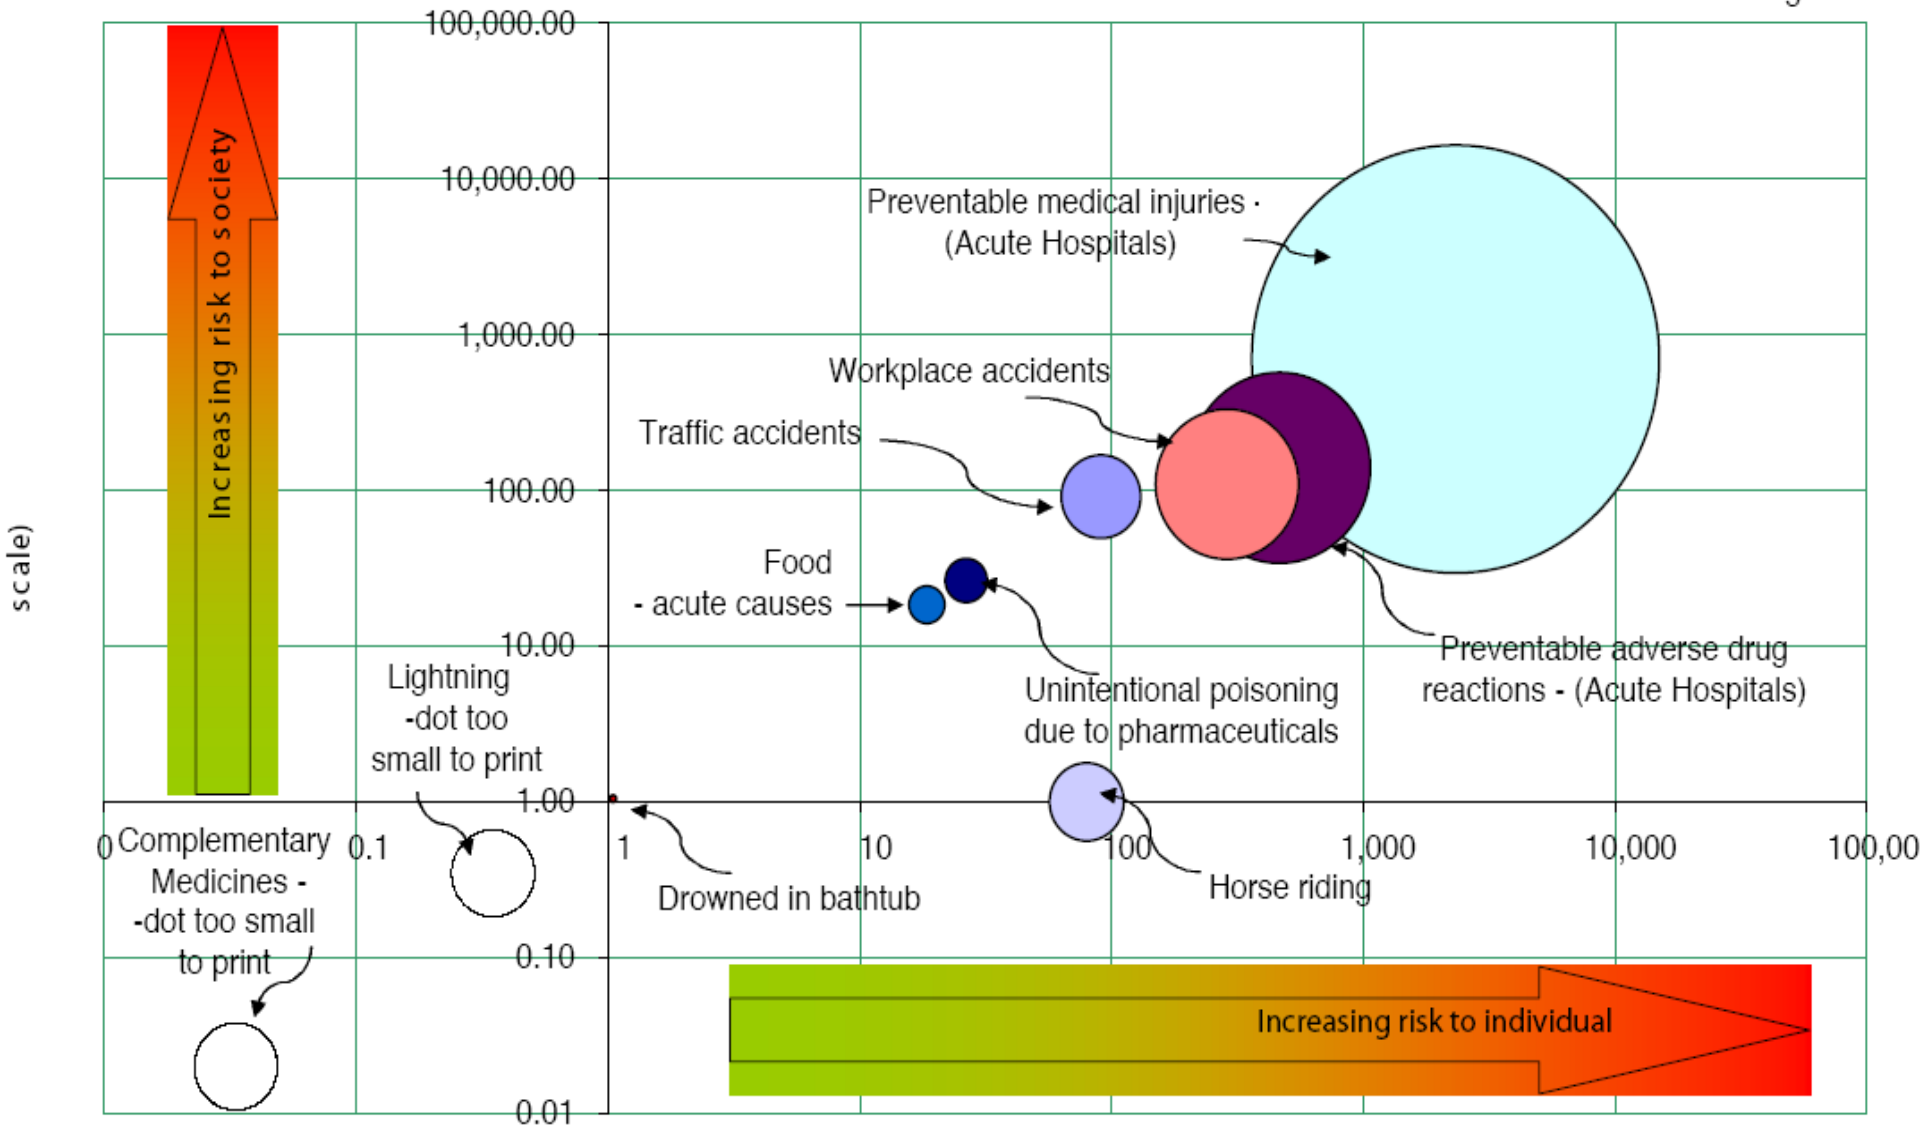 100,000.00
10,000.00
1,000.00
100.00
10.00
1.00
0.10
0.01
scale)
Increasing risk to society
Preventable medical injuries ·
(Acute Hospitals)
Workplace accidents
Traffic accidents
Food
- acute causes
Preventable adverse drug
reactions - (Acute Hospitals)
Unintentional poisoning
due to pharmaceuticals
Lightning
-dot too
small to print
Complementary
Medicines -
-dot too small
to print
Drowned in bathtub
Horse riding
0 0.1 1 10 100 1,000 10,000 100,00
Increasing risk to individual